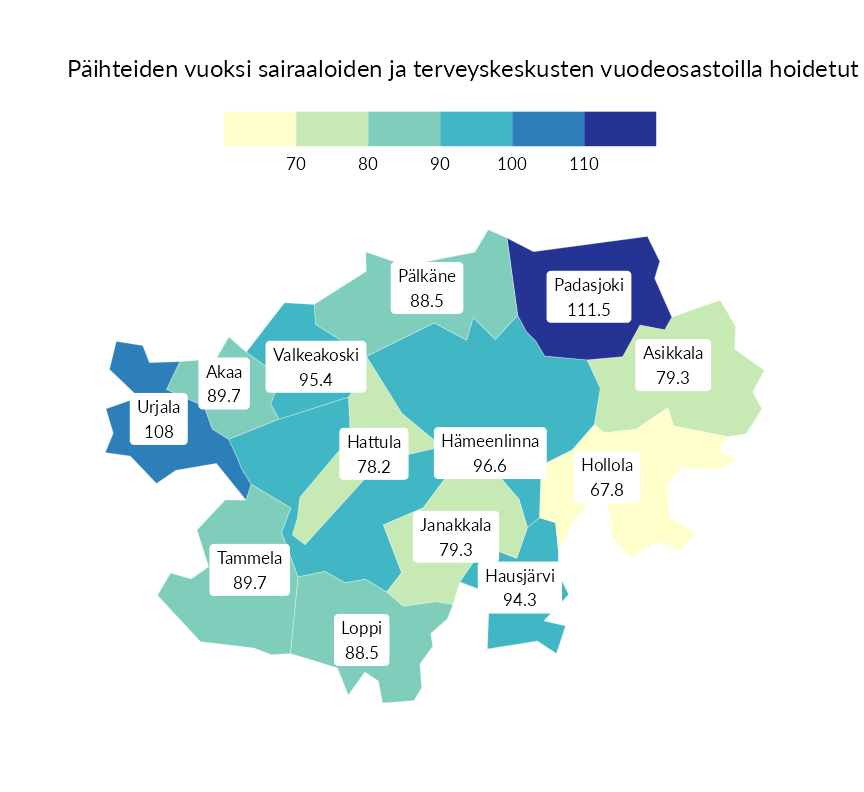 Päihteiden vuoksi sairaaloiden ja terveyskeskusten vuodeosastoilla hoidetut
70 80 90 100 110
Pälkäne
88.5
Padasjoki
111.5
Valkeakoski
95.4
Asikkala
79.3
Akaa
89.7
Urjala
108
Hattula
78.2
Hämeenlinna
96.6
Hollola
67.8
Janakkala
79.3
Tammela
89.7
Hausjärvi
94.3
Loppi
88.5